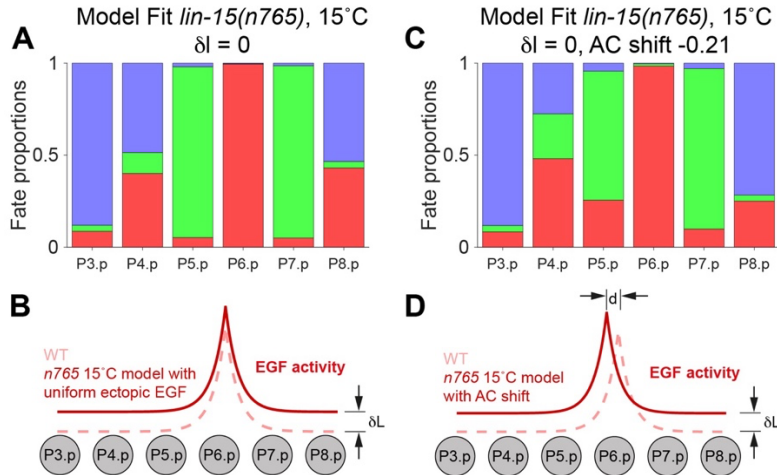 A
Model Fit lin-15(n765), 15˚C
δI = 0
Fate proportions
1
0.5
0
P3.p P4.p P5.p P6.p P7.p P8.p
C
Model Fit lin-15(n765), 15˚C
δI = 0, AC shift -0.21
Fate proportions
1
0.5
0
P3.p P4.p P5.p P6.p P7.p P8.p
B
WT
n765 15˚C model with
uniform ectopic EGF
EGF activity
δL
P3.p P4.p P5.p P6.p P7.p P8.p
D
d
WT
n765 15˚C model
with AC shift
EGF activity
δL
P3.p P4.p P5.p P6.p P7.p P8.p